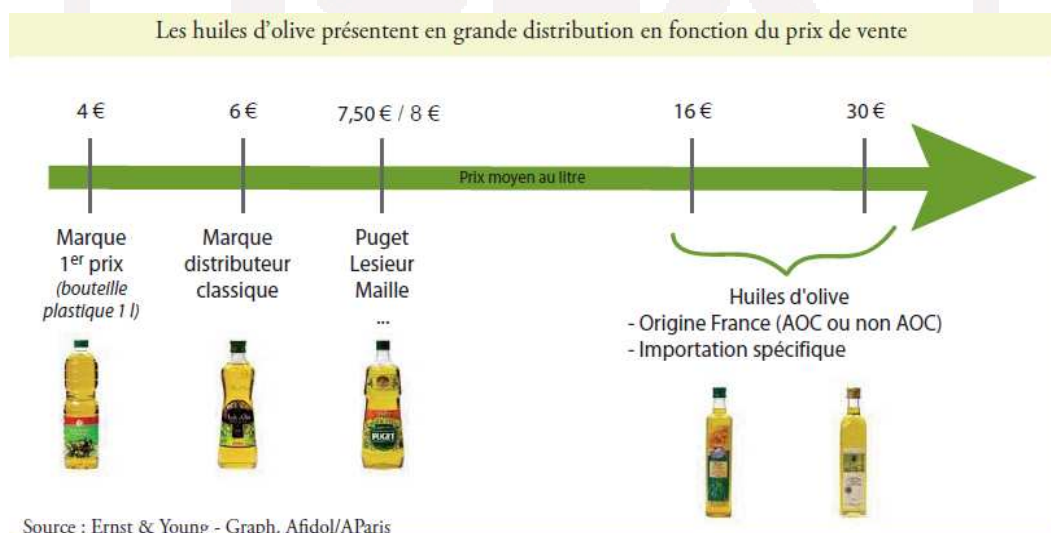 Les huiles d'olive présentent en grande distribution en fonction du prix de vente
4 €
6 €
7,50 € / 8 €
16 €
30 €
Prix moyen au litre
Marque
1er prix
(bouteille
plastique 1 l)
Marque
distributeur
classique
Puget
Lesieur
Maille
...
Huiles d'olive
- Origine France (AOC ou non AOC)
- Importation spécifique
PUGET
Source : Ernst & Young - Graph. Afidol/AParis